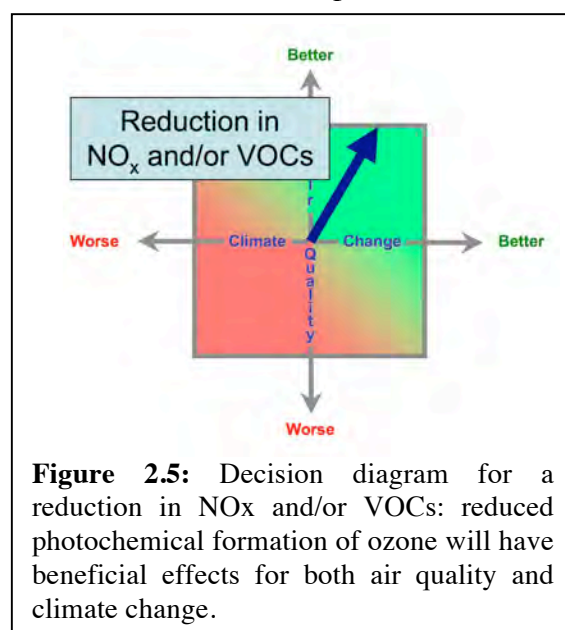 Better
Reduction in
NOx and/or VOCs
ir
Worse
Climate
Change
Better
Quality
Worse
Figure 2.5: Decision diagram for a
reduction in NOx and/or VOCs: reduced
photochemical formation of ozone will have
beneficial effects for both air quality and
climate change.